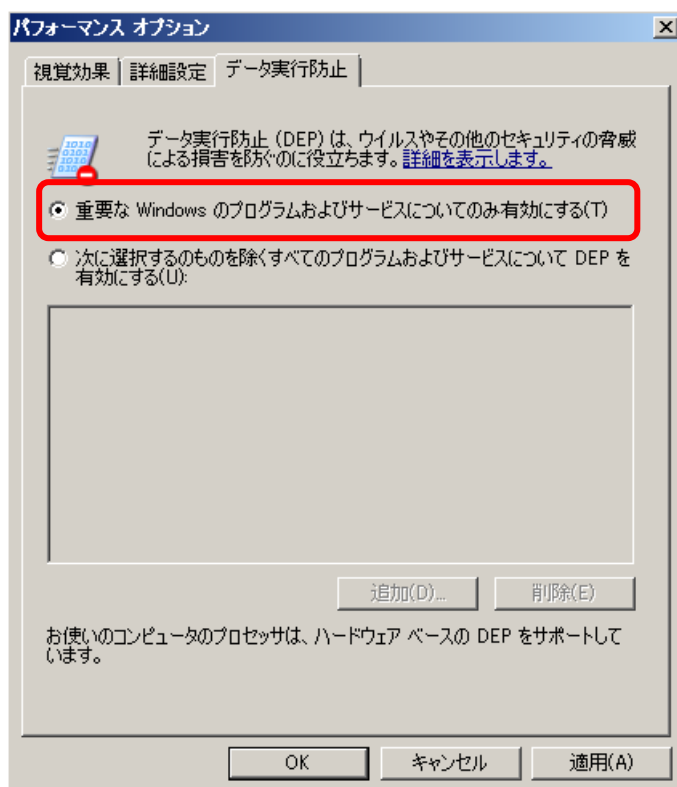 パフォーマンス オプション
視覚効果 詳細設定 データ実行防止
データ実行防止 (DEP) は、ウイルスやその他のセキュリティの脅威
による損害を防ぐのに役立ちます。詳細を表示します。
重要な Windows のプログラムおよびサービスについてのみ有効にする(T)
次に選択するのものを除くすべてのプログラムおよびサービスについて DEP を
有効にする(U):
追加(D)... 削除(E)
お使いのコンピュータのプロセッサは、ハードウェア ベースの DEP をサポートして
います。
OK キャンセル 適用(A)